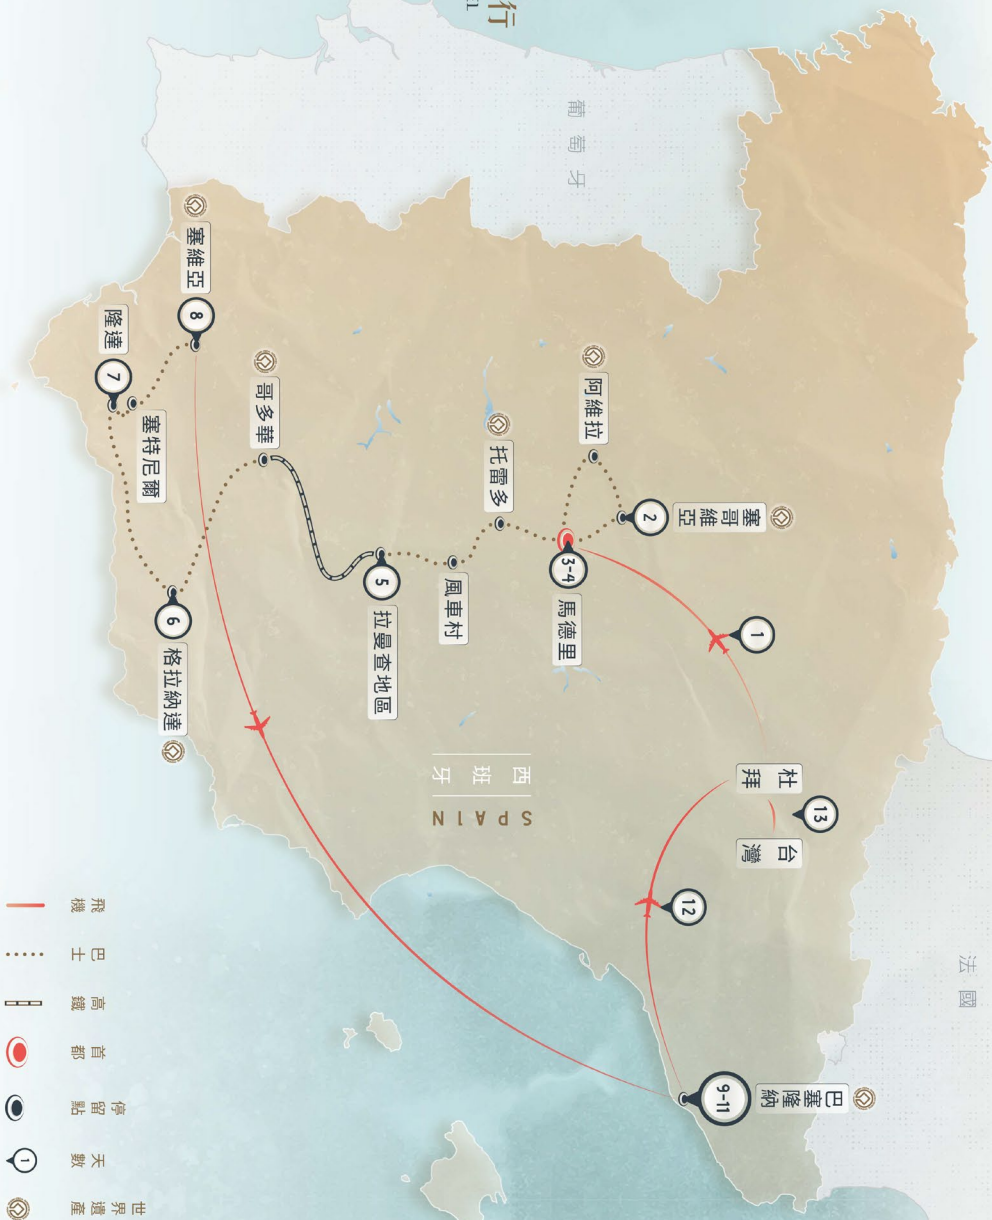 行
葡萄牙
法國
13
杜拜
台灣
1
12
9-11
巴塞隆納
塞哥維亞
2
阿維拉
3-4
馬德里
托雷多
風車村
西班牙
SPAIN
5
拉曼查地區
哥多華
塞維亞
8
6
格拉納達
塞特尼爾
隆達
7
飛機
巴士
高鐵
首都
停留點
1
天數
世界遺產